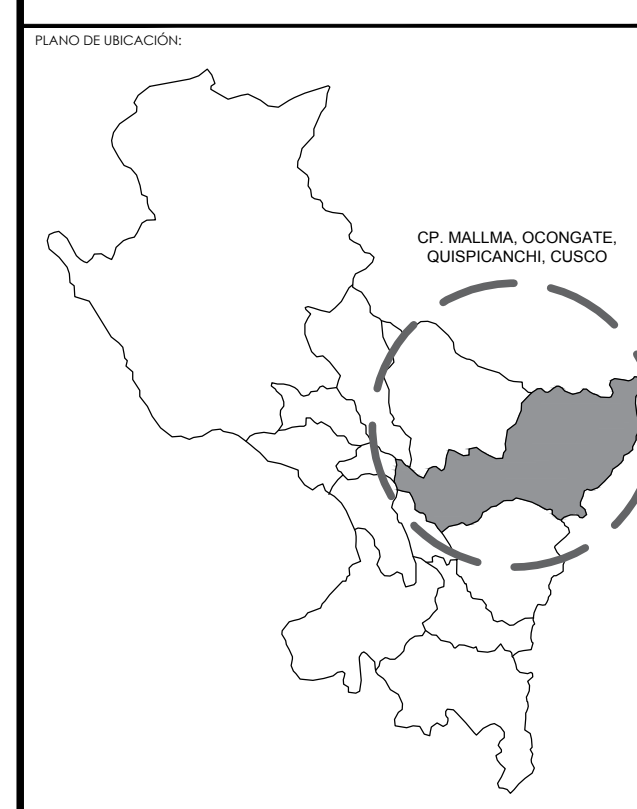 PLANO DE UBICACIÓN:
CP. MALLMA, OCONGATE,
QUISPICANCHI, CUSCO